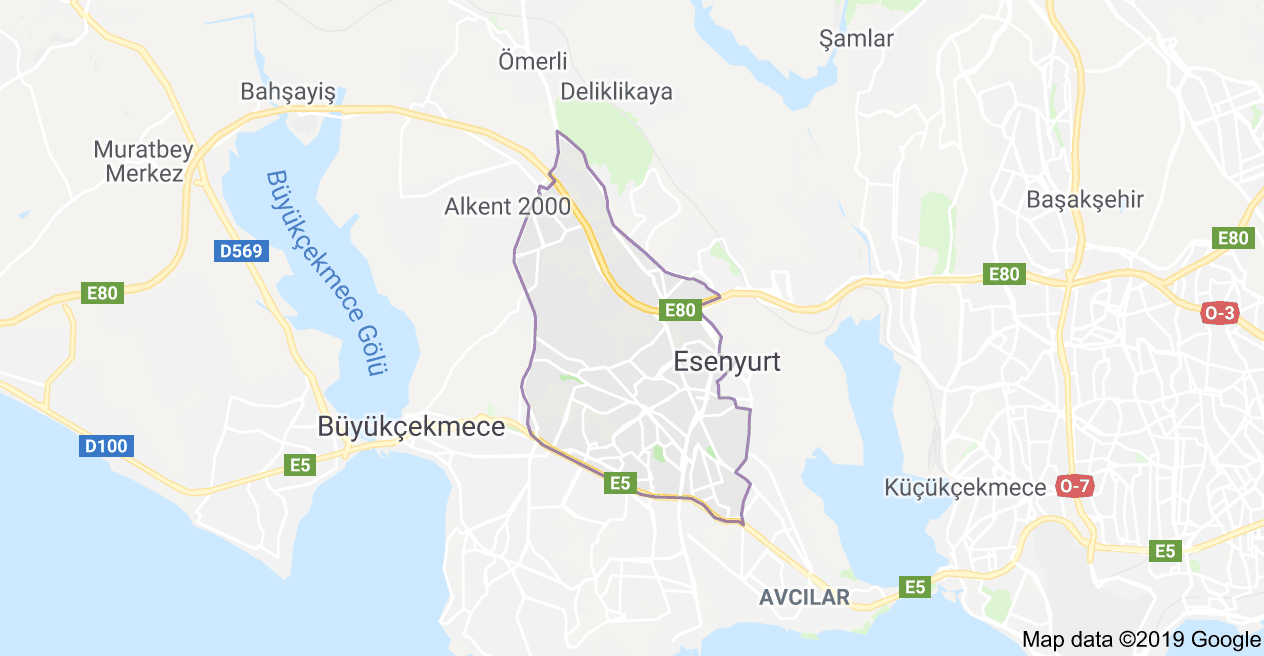 Şamlar
Ömerli
Bahşayiş
Deliklikaya
Muratbey
Merkez
Başakşehir
Alkent 2000
E80
D569
E80
Büyükçekmece Gölü
E80
E80
O-3
Esenyurt
Büyükçekmece
D100
E5
E5
Küçükçekmece
O-7
E5
E5
AVCILAR
Map data ©2019 Google